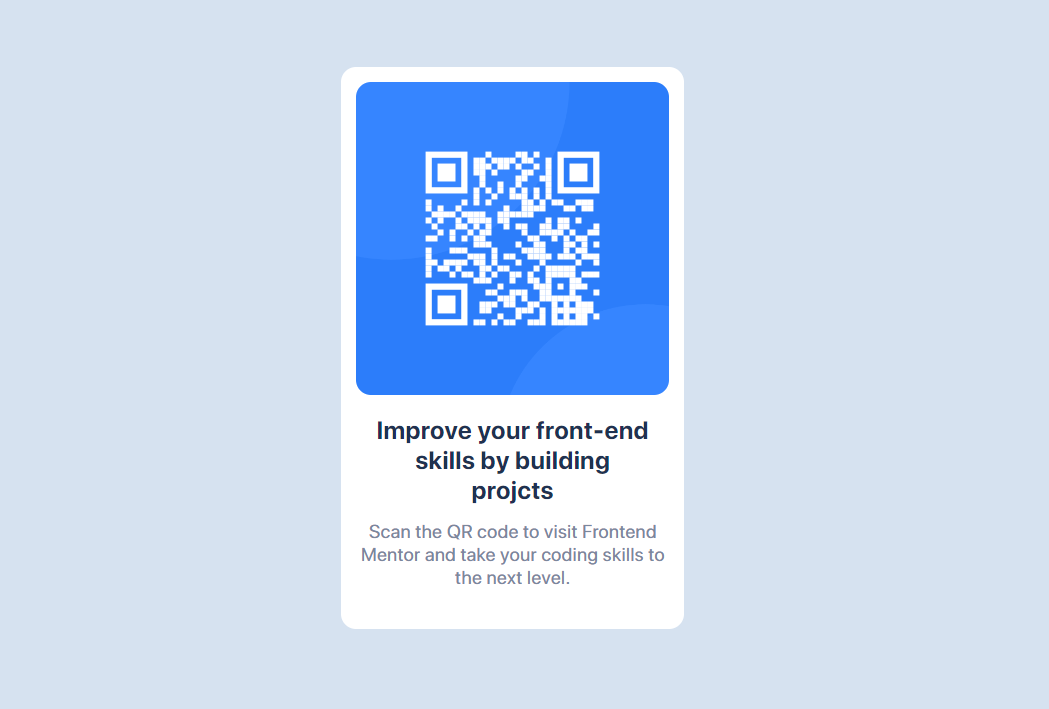 Improve your front-end
skills by building
projcts
Scan the QR code to visit Frontend
Mentor and take your coding skills to
the next level.